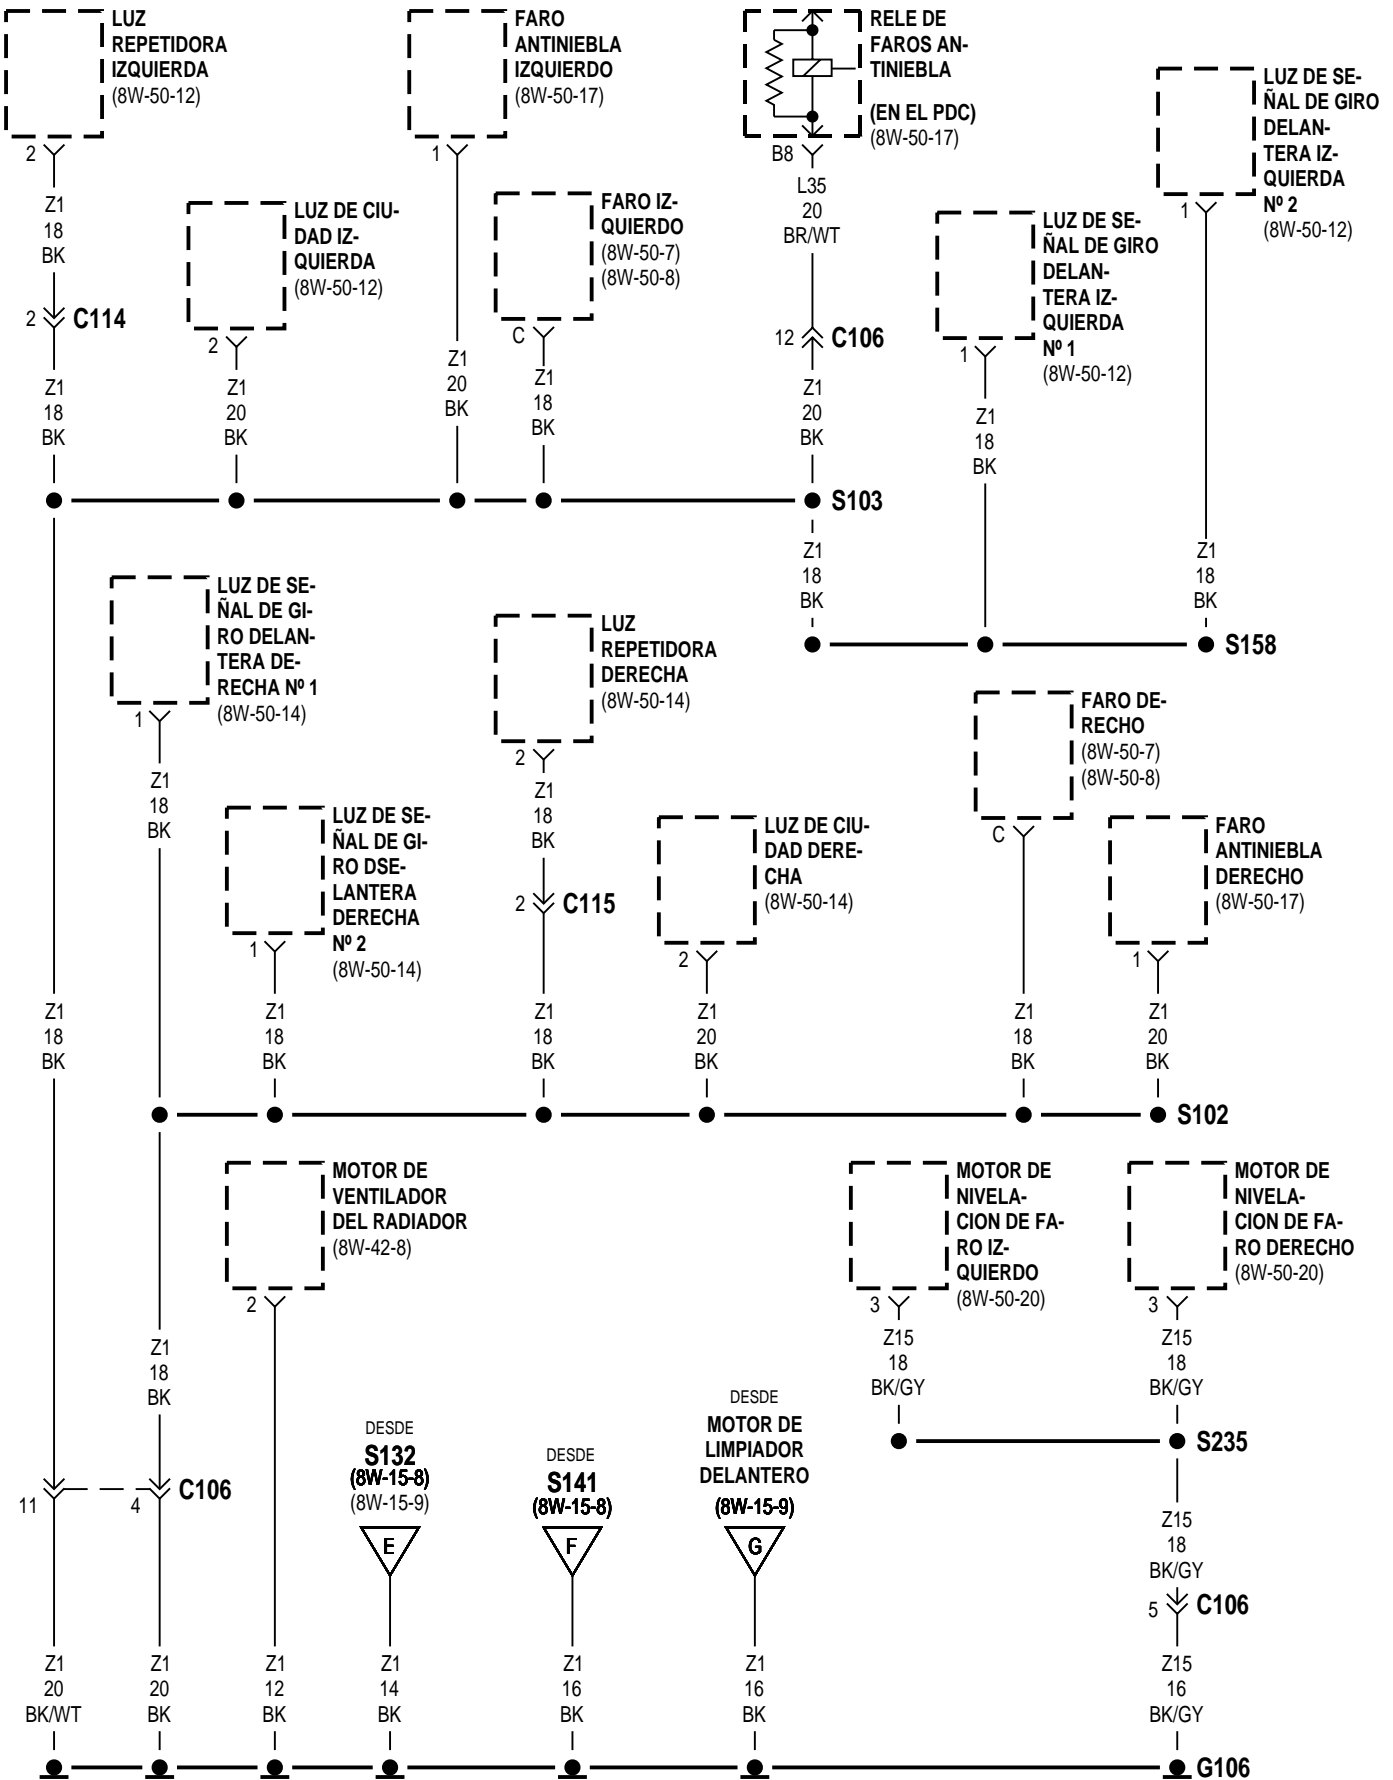 LUZ
REPETIDORA
IZQUIERDA
(8W-50-12)
2
Z1
18
BK
2
C114
Z1
18
BK
LUZ DE CIU-
DAD IZ-
QUIERDA
(8W-50-12)
2
Z1
20
BK
FARO
ANTINIEBLA
IZQUIERDO
(8W-50-17)
1
Z1
20
BK
FARO IZ-
QUIERDO
(8W-50-7)
(8W-50-8)
C
Z1
18
BK
RELE DE
FAROS AN-
TINIEBLA
(EN EL PDC)
(8W-50-17)
B8
L35
20
BR/WT
12
C106
Z1
20
BK
LUZ DE SE-
ÑAL DE GIRO
DELAN-
TERA IZ-
QUIERDA
Nº 1
(8W-50-12)
1
Z1
18
BK
LUZ DE SE-
ÑAL DE GIRO
DELAN-
TERA IZ-
QUIERDA
Nº 2
(8W-50-12)
1
Z1
18
BK
S103
Z1
18
BK
S158
LUZ DE SE-
ÑAL DE GI-
RO DELAN-
TERA DE-
RECHA Nº 1
(8W-50-14)
1
Z1
18
BK
LUZ DE SE-
ÑAL DE GI-
RO DSE-
LANTERA
DERECHA
Nº 2
(8W-50-14)
1
Z1
18
BK
LUZ
REPETIDORA
DERECHA
(8W-50-14)
2
Z1
18
BK
2
C115
Z1
18
BK
LUZ DE CIU-
DAD DERE-
CHA
(8W-50-14)
2
Z1
20
BK
FARO DE-
RECHO
(8W-50-7)
(8W-50-8)
C
Z1
18
BK
FARO
ANTINIEBLA
DERECHO
(8W-50-17)
1
Z1
20
BK
Z1
18
BK
S102
MOTOR DE
VENTILADOR
DEL RADIADOR
(8W-42-8)
2
MOTOR DE
NIVELA-
CION DE FA-
RO IZ-
QUIERDO
(8W-50-20)
3
Z15
18
BK/GY
MOTOR DE
NIVELA-
CION DE FA-
RO DERECHO
(8W-50-20)
3
Z15
18
BK/GY
S235
Z1
18
BK
11
4
C106
DESDE
S132
(8W-15-8)
(8W-15-9)
E
DESDE
S141
(8W-15-8)
F
DESDE
MOTOR DE
LIMPIADOR
DELANTERO
(8W-15-9)
G
Z15
18
BK/GY
5
C106
Z1
20
BK/WT
Z1
20
BK
Z1
12
BK
Z1
14
BK
Z1
16
BK
Z1
16
BK
Z15
16
BK/GY
G106